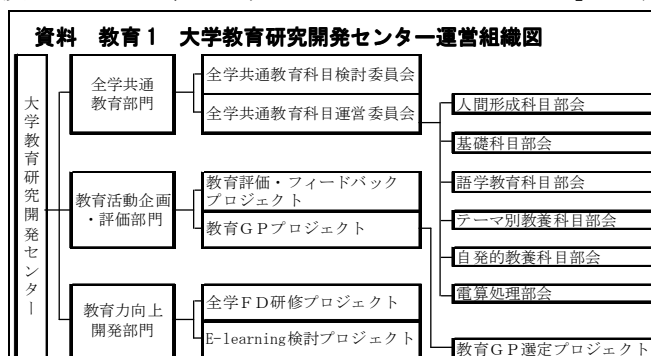 資料 教育１ 大学教育研究開発センター運営組織図
大学教育研究開発センター
全学共通
教育部門
全学共通教育科目検討委員会
全学共通教育科目運営委員会
人間形成科目部会
基礎科目部会
語学教育科目部会
テーマ別教養科目部会
自発的教養科目部会
電算処理部会
教育活動企画
・評価部門
教育評価・フィードバック
プロジェクト
教育ＧＰプロジェクト
教育ＧＰ選定プロジェクト
教育力向上
開発部門
全学ＦＤ研修プロジェクト
E-learning検討プロジェクト